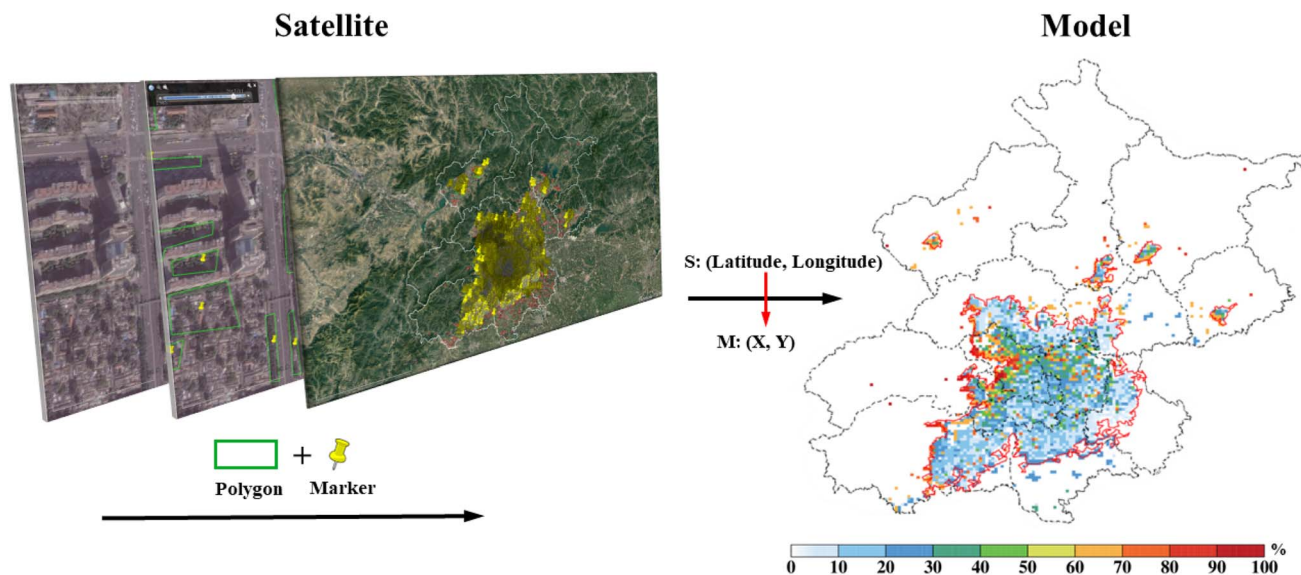 Satellite
Model
S: (Latitude, Longitude)
M: (X, Y)
+
Polygon
Marker
%
0 10 20 30 40 50 60 70 80 90 100